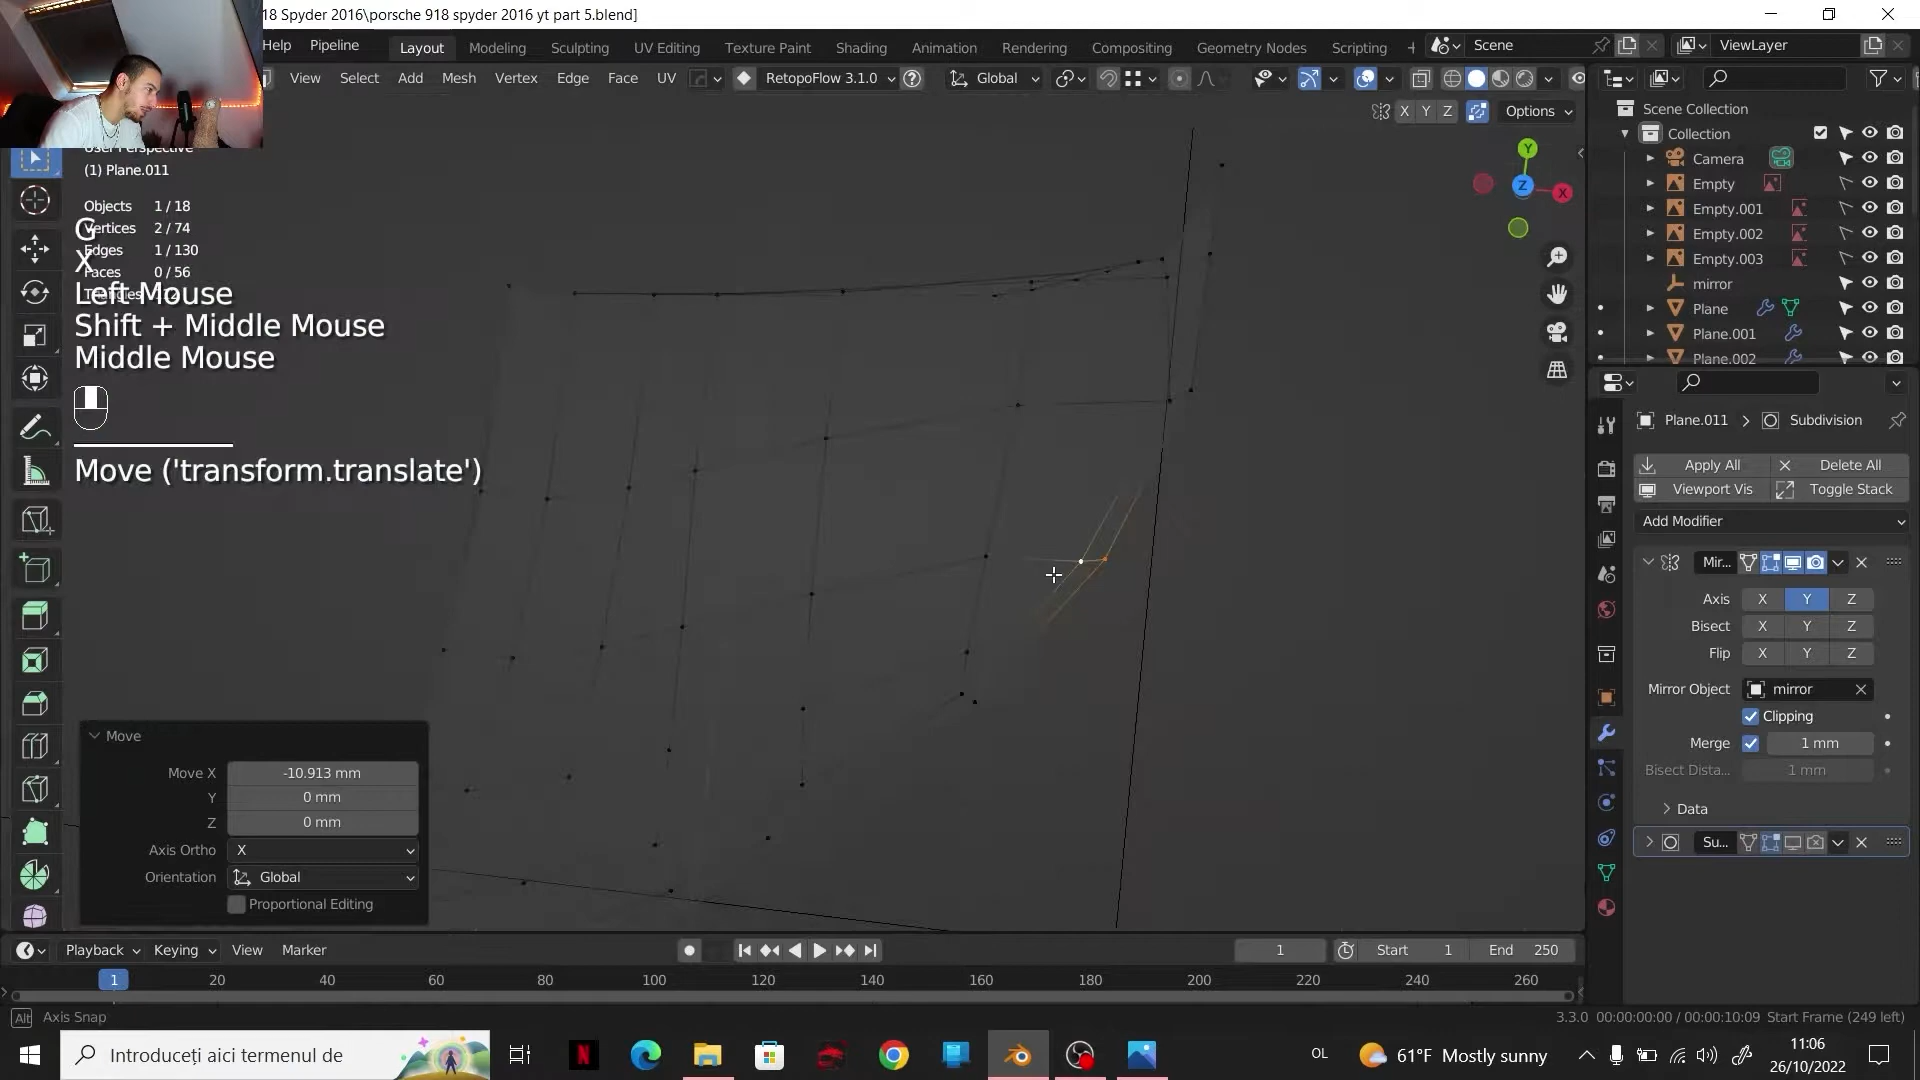 18 Spyder 2016\porsche 918 spyder 2016 yt part 5.blend]
Help Pipeline Layout Modeling Sculpting UV Editing Texture Paint Shading Animation Rendering Compositing Geometry Nodes Scripting + Scene ViewLayer
View Select Add Mesh Vertex Edge Face UV RetopoFlow 3.1.0 Global
X Y Z Options
User Perspective
(1) Plane.011
Objects 1 / 18
Vertices 2 / 74
Edges 1 / 130
Faces 0 / 56
G
X
Left Mouse
Shift + Middle Mouse
Middle Mouse
Move ('transform.translate')
Y
Z
X
Scene Collection
Collection
Camera
Empty
Empty.001
Empty.002
Empty.003
mirror
Plane
Plane.001
Plane.002
Plane.011 > Subdivision
Apply All Delete All
Viewport Vis Toggle Stack
Add Modifier
Mir...
Axis X Y Z
Bisect X Y Z
Flip X Y Z
Mirror Object mirror
Clipping
Merge 1 mm
Bisect Dista... 1 mm
Data
Su...
Move
Move X -10.913 mm
Y 0 mm
Z 0 mm
Axis Ortho X
Orientation Global
Proportional Editing
Playback Keying View Marker 1 Start 1 End 250
1 20 40 60 80 100 120 140 160 180 200 220 240 260
Alt Axis Snap
3.3.0 00:00:00:00 / 00:00:10:09 Start Frame (249 left)
Introduceți aici termenul de
OL
61°F Mostly sunny
11:06
26/10/2022